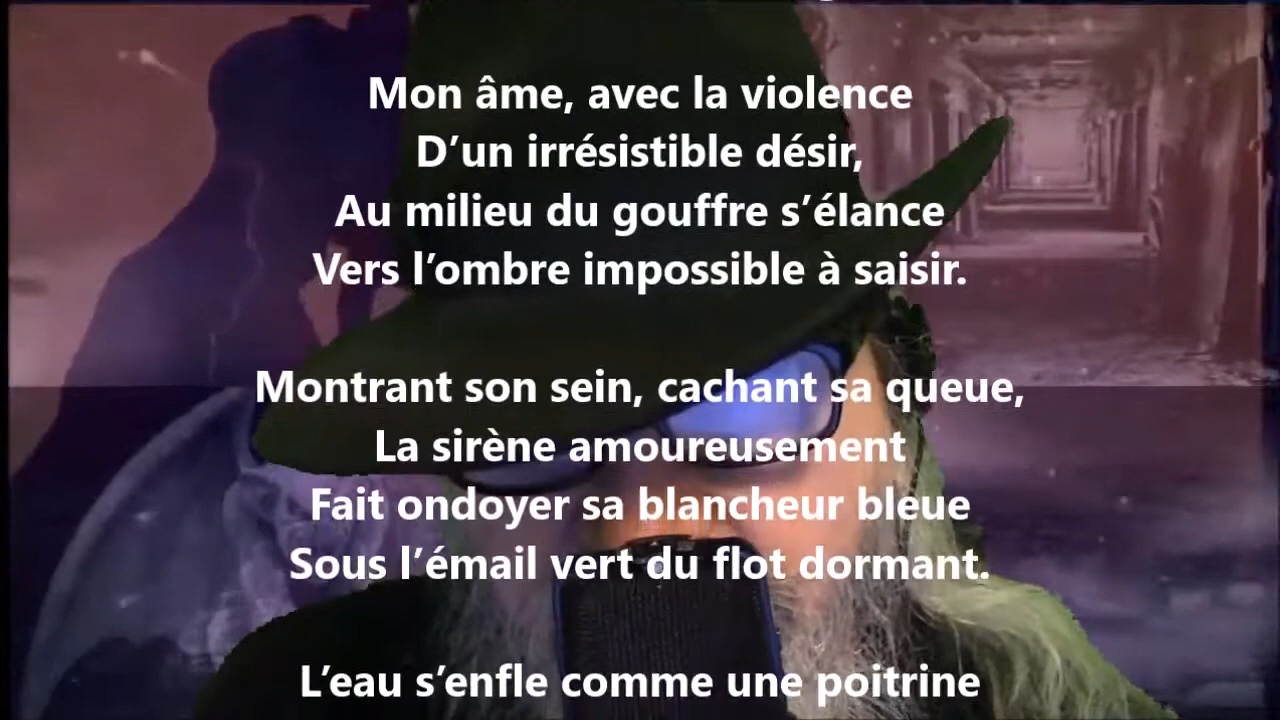 Mon âme, avec la violence
D’un irrésistible désir,
Au milieu du gouffre s’élance
Vers l’ombre impossible à saisir.
Montrant son sein, cachant sa queue,
La sirène amoureusement
Fait ondoyer sa blancheur bleue
Sous l’émail vert du flot dormant.
L’eau s’enfle comme une poitrine